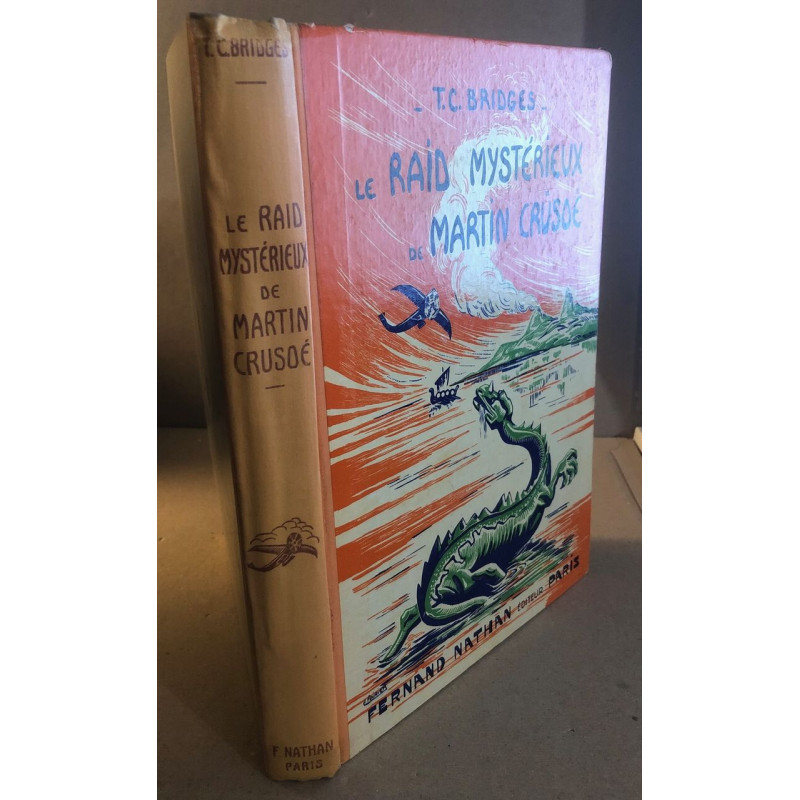 T.C. BRIDGES
LE RAID
MYSTÉRIEUX
DE
MARTIN
CRUSOÉ
F. NATHAN
PARIS
- T.C. BRIDGES -
LE RAID MYSTÉRIEUX
DE MARTIN CRUSOÉ
FERNAND NATHAN ÉDITEUR PARIS